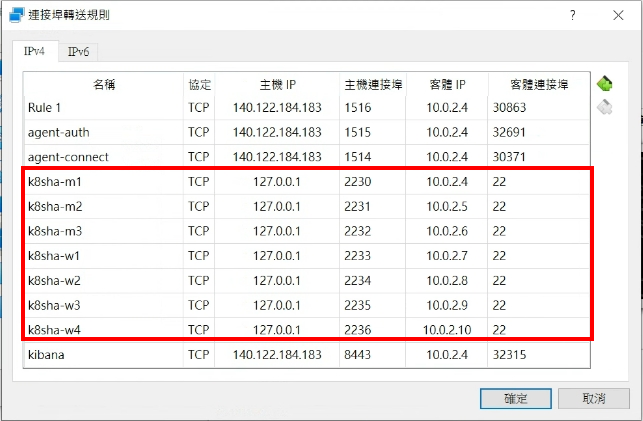 連接埠轉送規則
IPv4 IPv6
名稱 協定 主機 IP 主機連接埠 客體 IP 客體連接埠
Rule 1 TCP 140.122.184.183 1516 10.0.2.4 30863
agent-auth TCP 140.122.184.183 1515 10.0.2.4 32691
agent-connect TCP 140.122.184.183 1514 10.0.2.4 30371
k8sha-m1 TCP 127.0.0.1 2230 10.0.2.4 22
k8sha-m2 TCP 127.0.0.1 2231 10.0.2.5 22
k8sha-m3 TCP 127.0.0.1 2232 10.0.2.6 22
k8sha-w1 TCP 127.0.0.1 2233 10.0.2.7 22
k8sha-w2 TCP 127.0.0.1 2234 10.0.2.8 22
k8sha-w3 TCP 127.0.0.1 2235 10.0.2.9 22
k8sha-w4 TCP 127.0.0.1 2236 10.0.2.10 22
kibana TCP 140.122.184.183 8443 10.0.2.4 32315
確定 取消